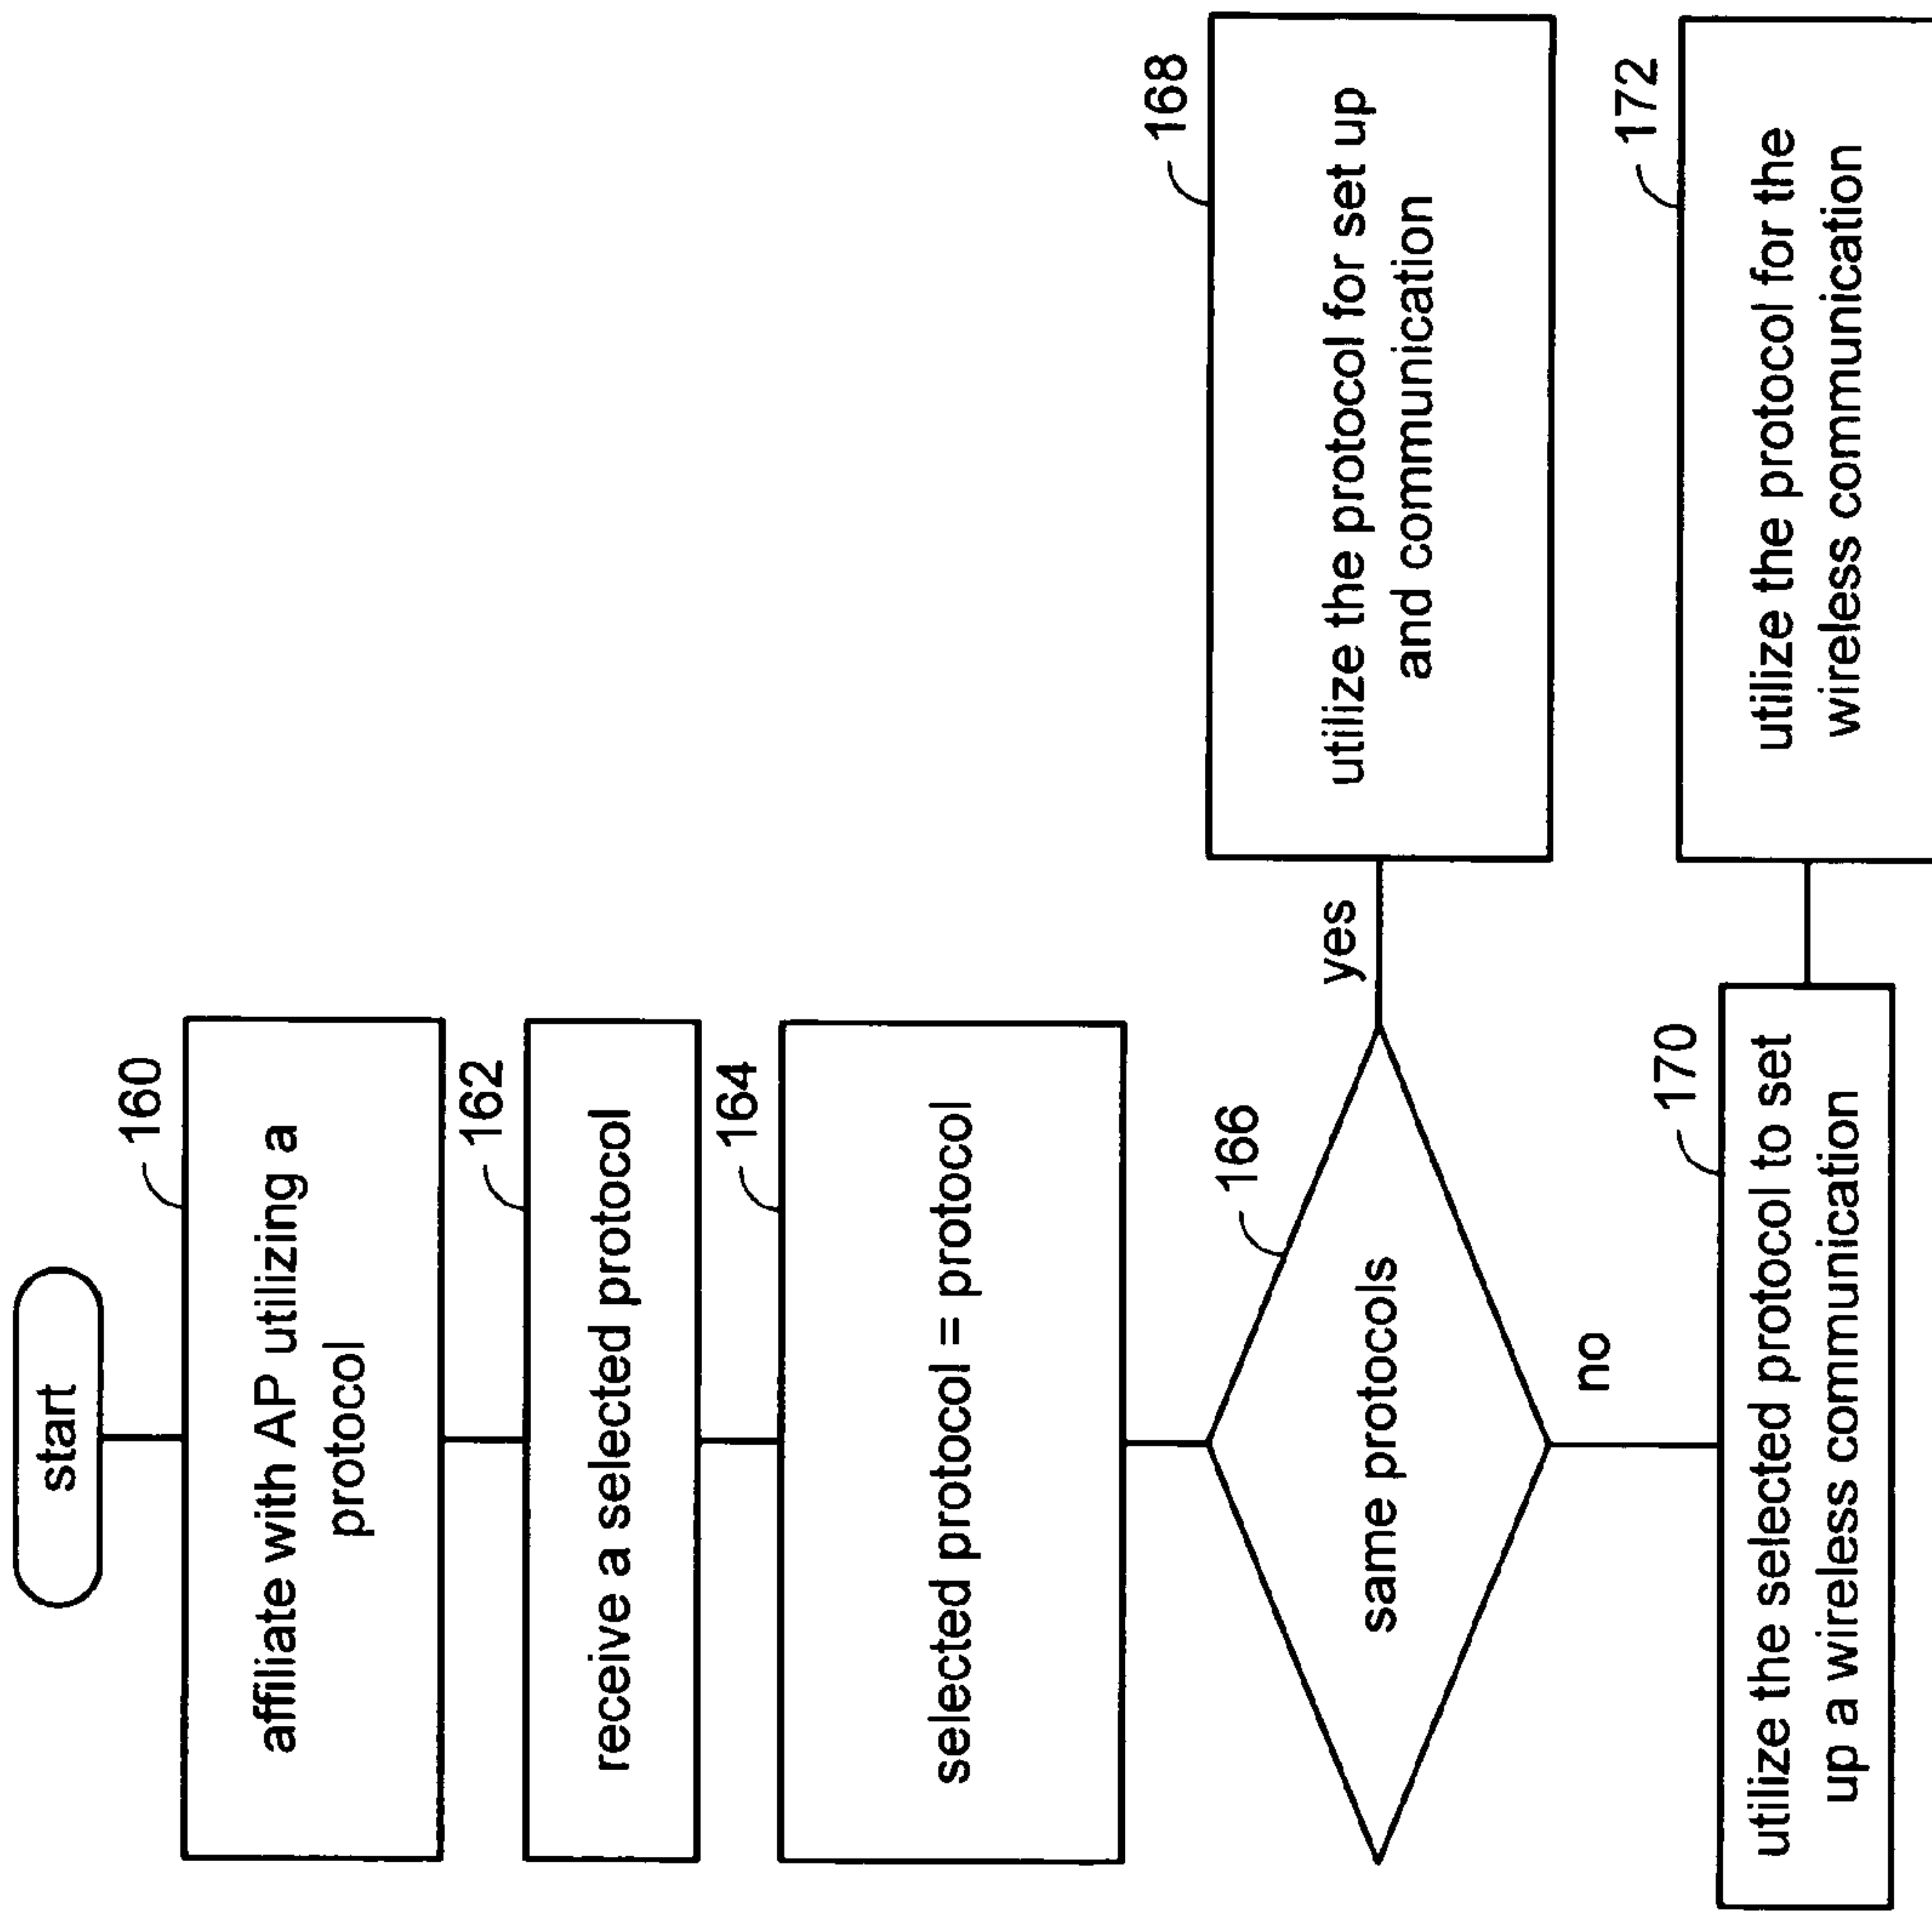 start
160
affiliate with AP utilizing a
protocol
162
receive a selected protocol
164
selected protocol = protocol
166
same protocols
yes
168
utilize the protocol for set up
and communication
no
170
utilize the selected protocol to set
up a wireless communication
172
utilize the protocol for the
wireless communication